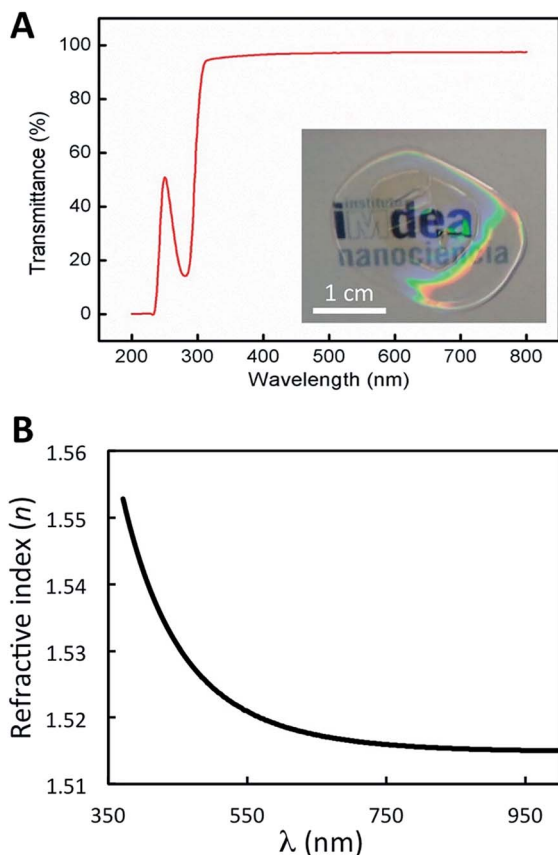 A
Transmittance (%)
100
80
60
40
20
0
institute
imdea
nanociencia
1 cm
200 300 400 500 600 700 800
Wavelength (nm)
B
Refractive index (n)
1.56
1.55
1.54
1.53
1.52
1.51
350 550 750 950
λ (nm)